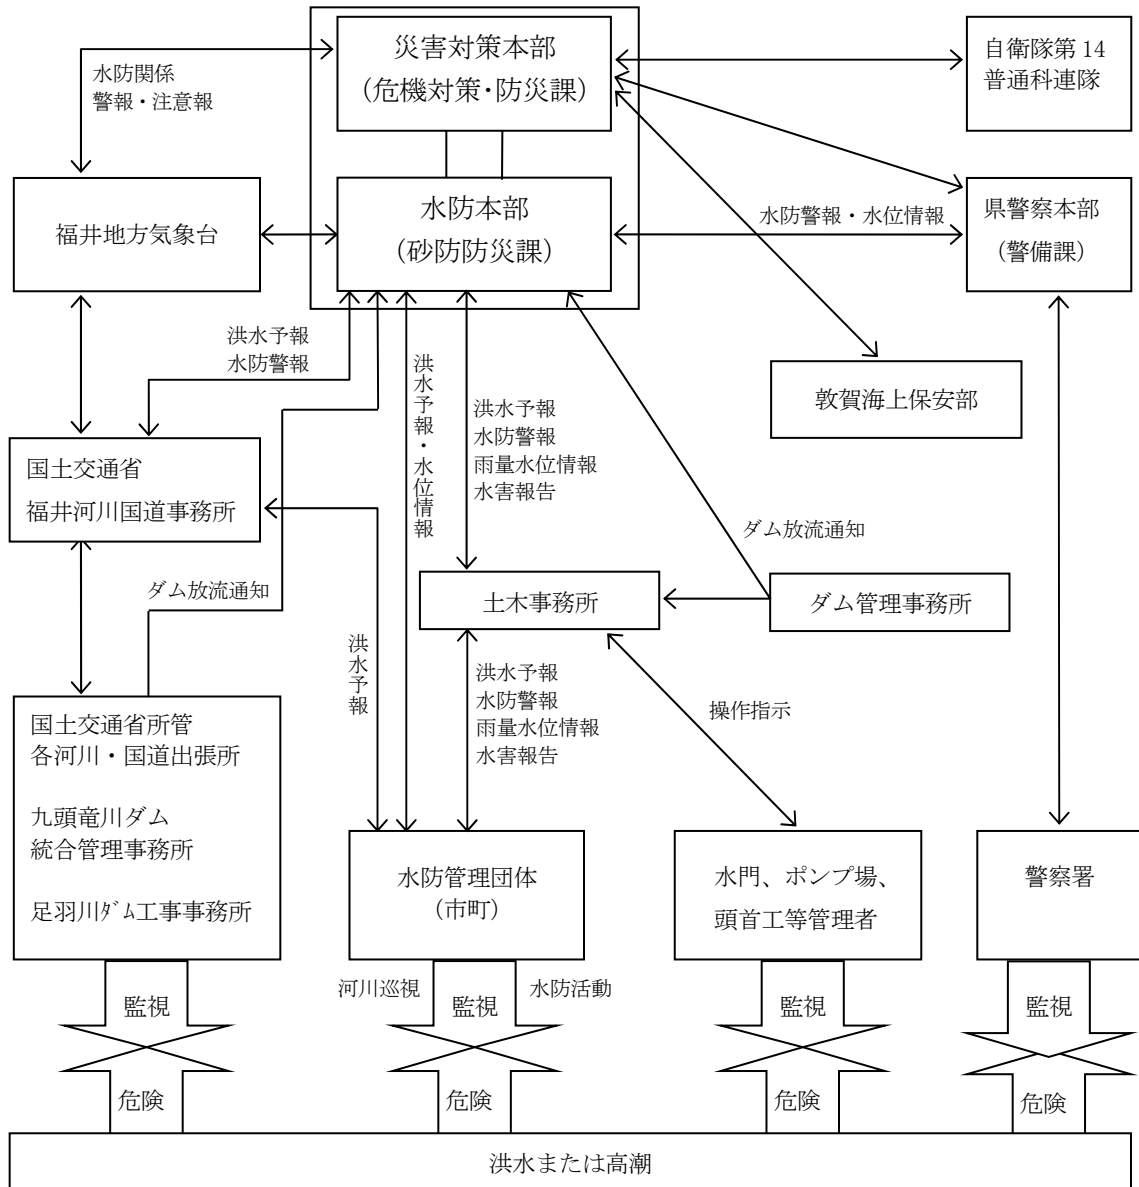 災害対策本部
(危機対策・防災課)
自衛隊第 14
普通科連隊
水防関係
警報・注意報
福井地方気象台
水防本部
(砂防防災課)
水防警報・水位情報
県警察本部
(警備課)
洪水予報
水防警報
洪水予報・水位情報
洪水予報
水防警報
雨量水位情報
水害報告
敦賀海上保安部
国土交通省
福井河川国道事務所
ダム放流通知
ダム放流通知
土木事務所
ダム管理事務所
洪水予報
洪水予報
水防警報
雨量水位情報
水害報告
操作指示
国土交通省所管
各河川・国道出張所
九頭竜川ダム
統合管理事務所
足羽川ﾀﾞﾑ工事事務所
水防管理団体
(市町)
水門、ポンプ場、
頭首工等管理者
警察署
河川巡視
水防活動
監視
監視
監視
監視
危険
危険
危険
危険
洪水または高潮